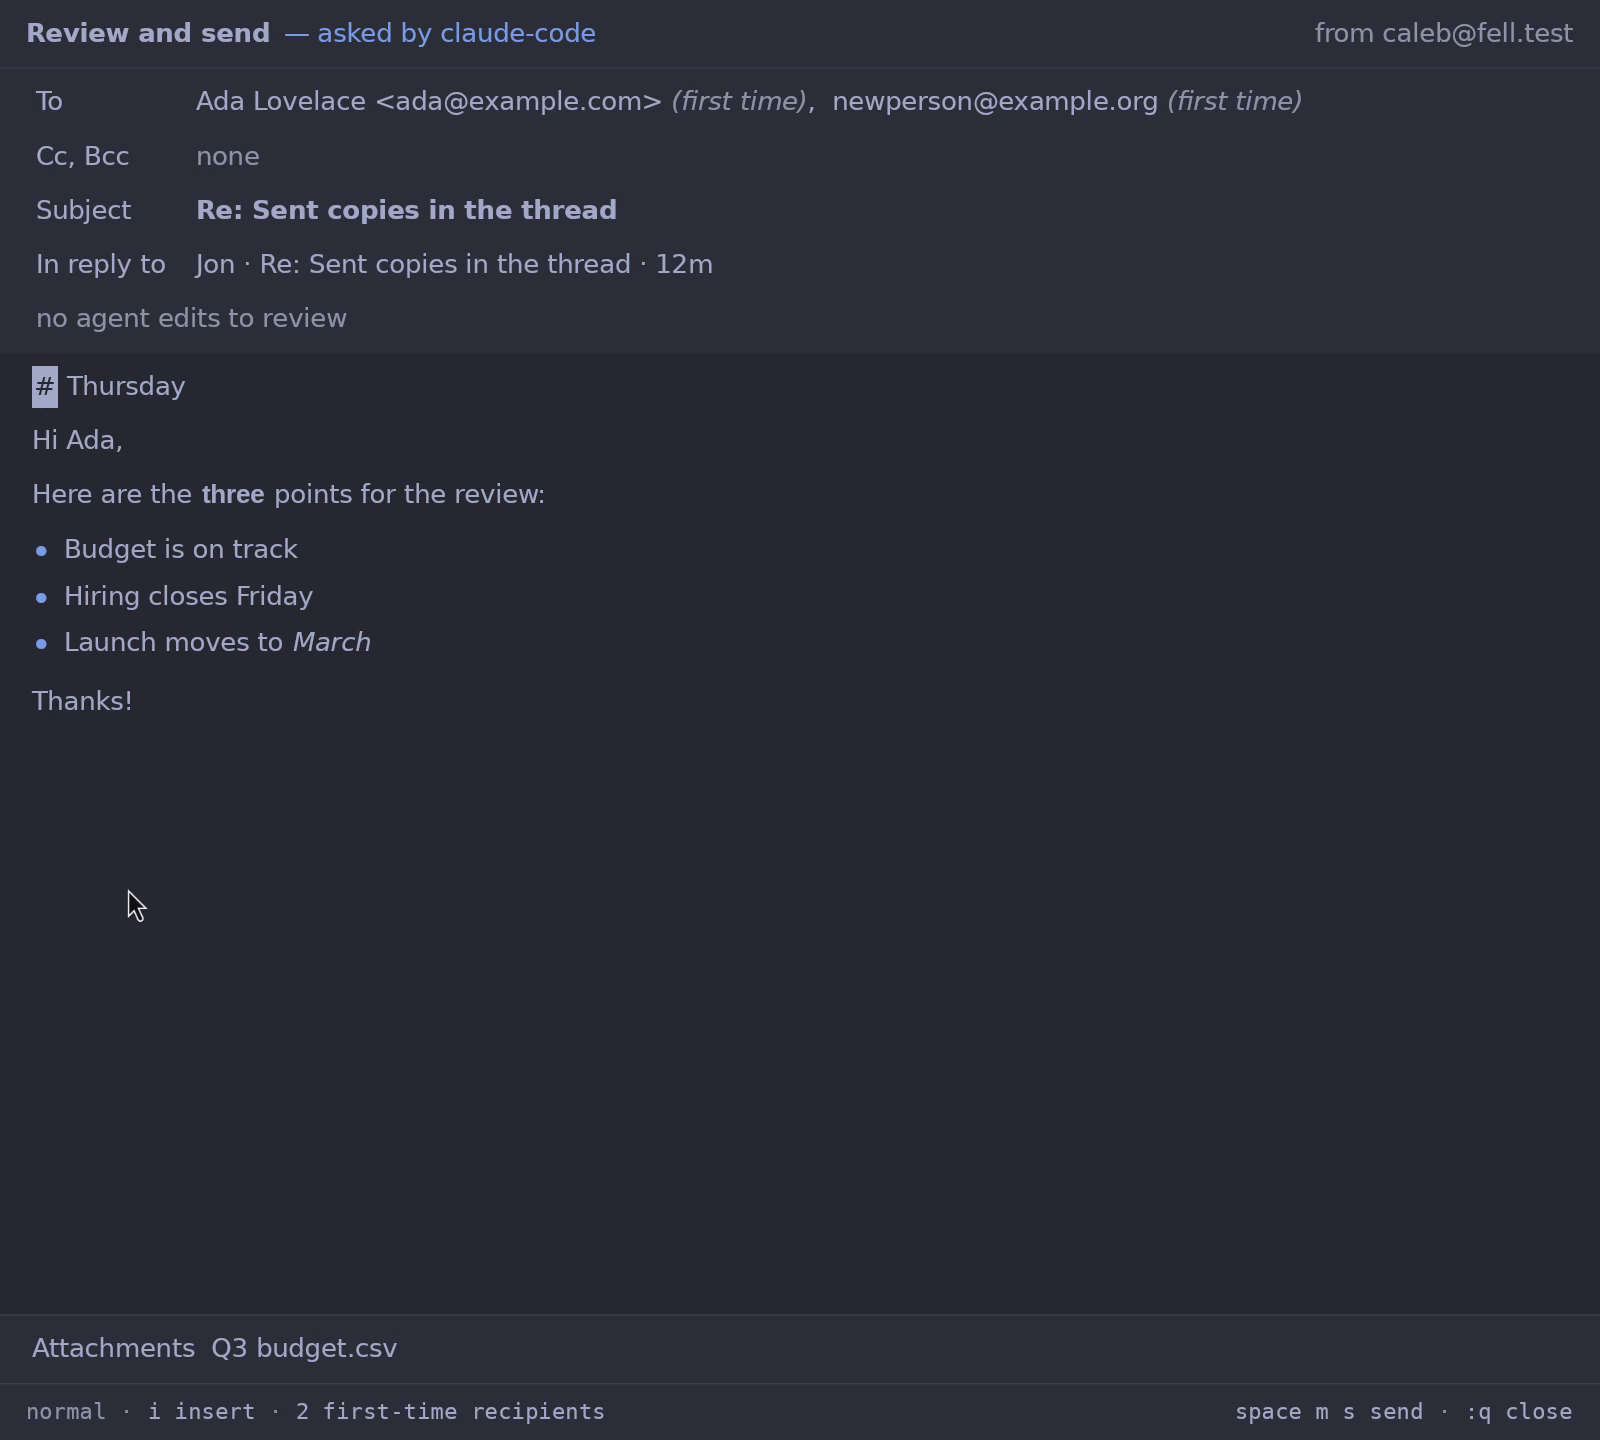 Review and send — asked by claude-code from caleb@fell.test
To Ada Lovelace <ada@example.com> (first time), newperson@example.org (first time)
Cc, Bcc none
Subject Re: Sent copies in the thread
In reply to Jon · Re: Sent copies in the thread · 12m
no agent edits to review
# Thursday
Hi Ada,
Here are the three points for the review:
• Budget is on track
• Hiring closes Friday
• Launch moves to March
Thanks!
Attachments Q3 budget.csv
normal · i insert · 2 first-time recipients space m s send · :q close